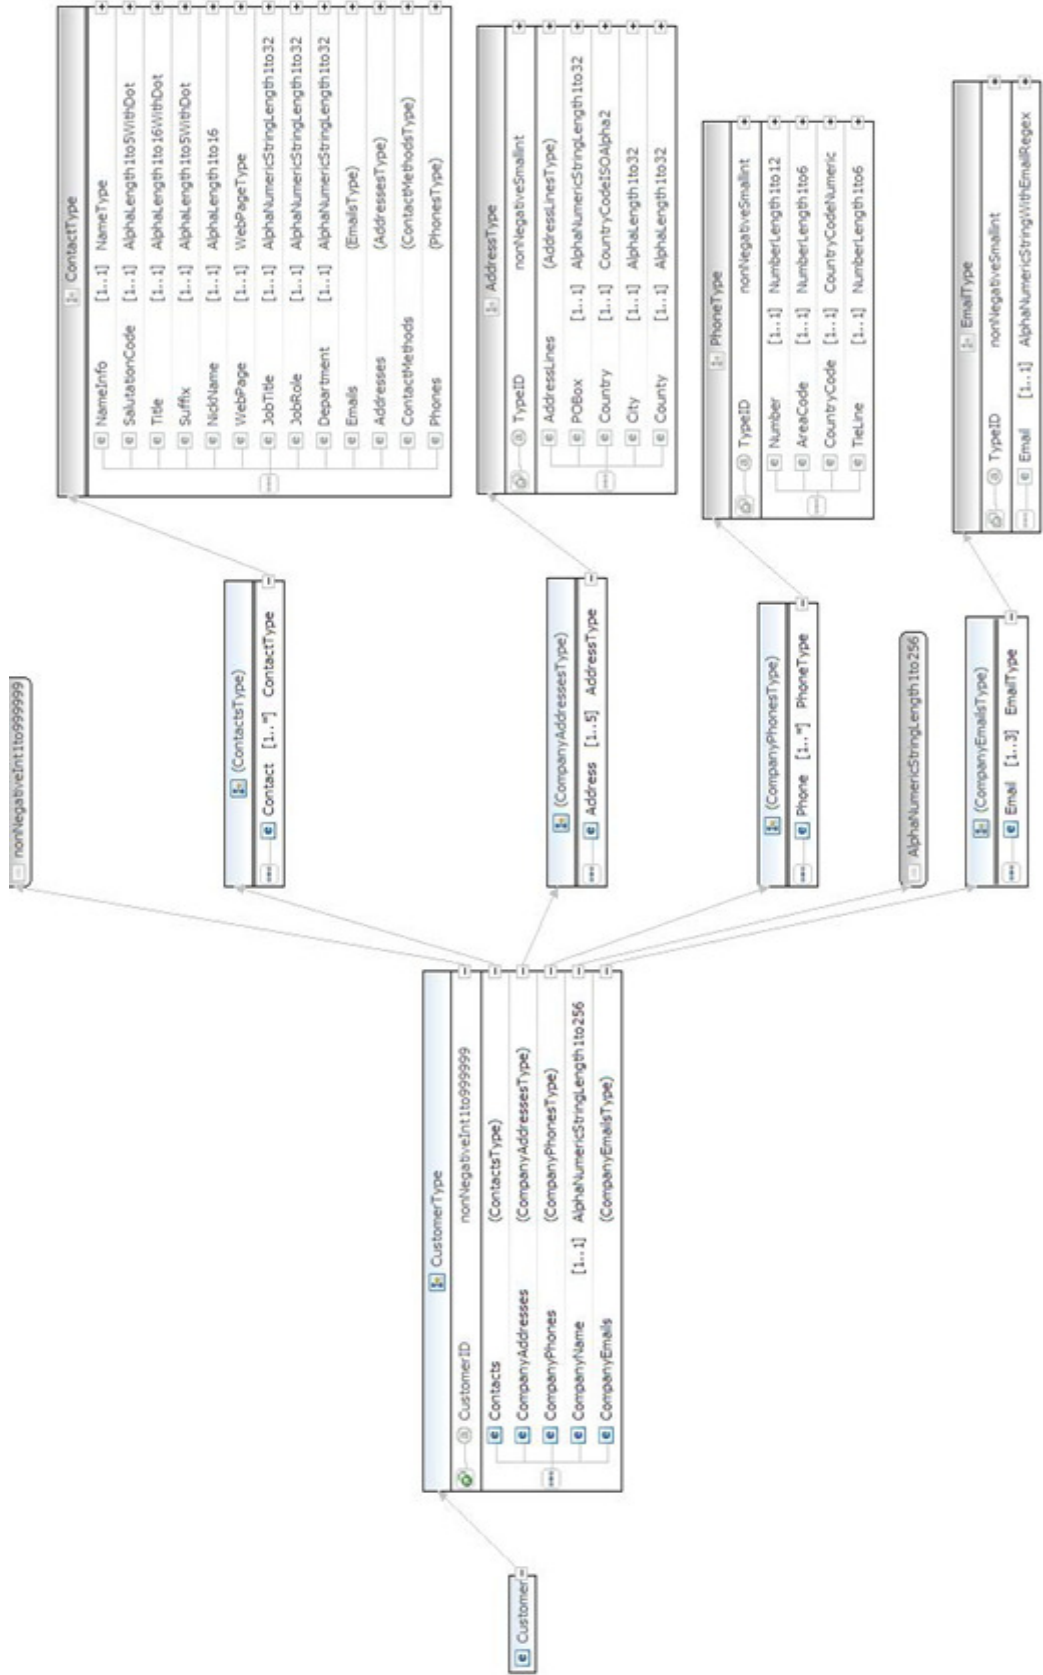 Customer
CustomerType
CustomerID nonNegativeInt1to999999
Contacts (ContactsType)
CompanyAddresses (CompanyAddressesType)
CompanyPhones (CompanyPhonesType)
CompanyName [1..1] AlphaNumericStringLength1to256
CompanyEmails (CompanyEmailsType)
nonNegativeInt1to999999
(ContactsType)
Contact [1..*] ContactType
(CompanyAddressesType)
Address [1..5] AddressType
(CompanyPhonesType)
Phone [1..*] PhoneType
AlphaNumericStringLength1to256
(CompanyEmailsType)
Email [1..3] EmailType
ContactType
NameInfo [1..1] NameType
SalutationCode [1..1] AlphaLength1to5WithDot
Title [1..1] AlphaLength1to16WithDot
Suffix [1..1] AlphaLength1to5WithDot
NickName [1..1] AlphaLength1to16
WebPage [1..1] WebPageType
JobTitle [1..1] AlphaNumericStringLength1to32
JobRole [1..1] AlphaNumericStringLength1to32
Department [1..1] AlphaNumericStringLength1to32
Emails (EmailsType)
Addresses (AddressesType)
ContactMethods (ContactMethodsType)
Phones (PhonesType)
AddressType
TypeID nonNegativeSmallint
AddressLines (AddressLinesType)
POBox [1..1] AlphaNumericStringLength1to32
Country [1..1] CountryCodeISOAlpha2
City [1..1] AlphaLength1to32
County [1..1] AlphaLength1to32
PhoneType
TypeID nonNegativeSmallint
Number [1..1] NumberLength1to12
AreaCode [1..1] NumberLength1to6
CountryCode [1..1] CountryCodeNumeric
TieLine [1..1] NumberLength1to6
EmailType
TypeID nonNegativeSmallint
Email [1..1] AlphaNumericStringWithEmailRegex